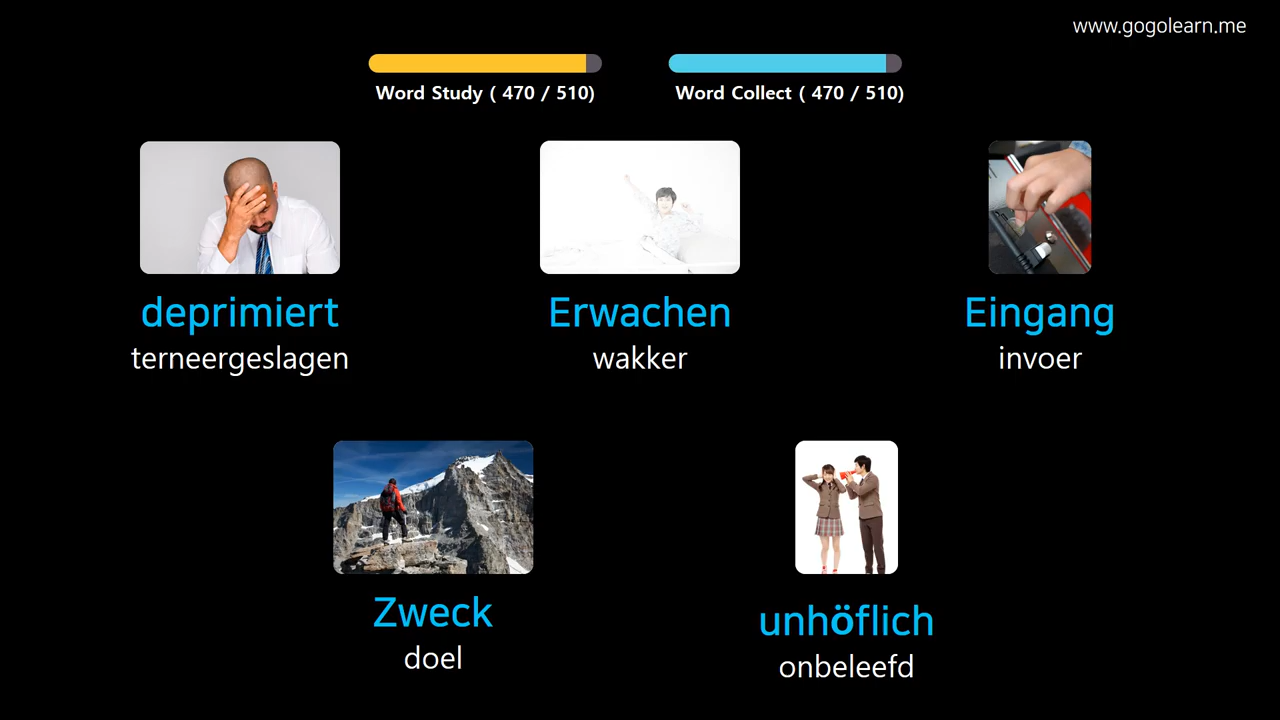 www.gogolearn.me
Word Study ( 470 / 510)
Word Collect ( 470 / 510)
deprimiert
terneergeslagen
Erwachen
wakker
Eingang
invoer
Zweck
doel
unhöflich
onbeleefd